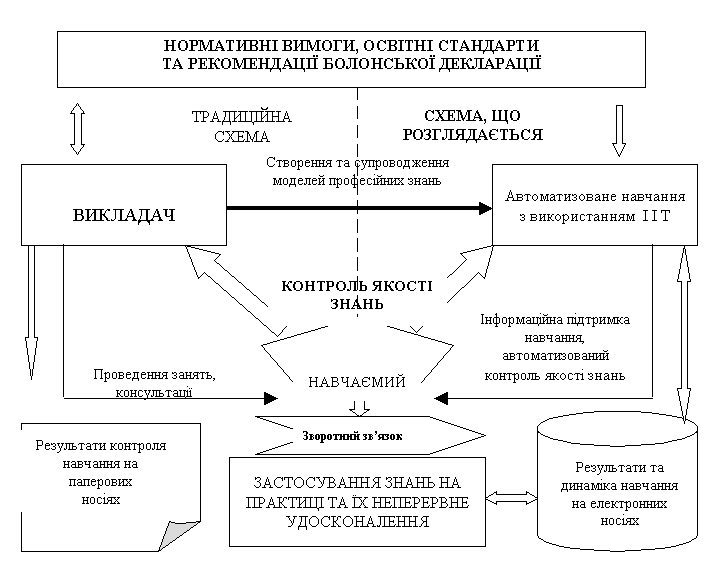 НОРМАТИВНІ ВИМОГИ, ОСВІТНІ СТАНДАРТИ
ТА РЕКОМЕНДАЦІЇ БОЛОНСЬКОЇ ДЕКЛАРАЦІЇ
ТРАДИЦІЙНА
СХЕМА
СХЕМА, ЩО
РОЗГЛЯДАЄТЬСЯ
Створення та супроводження
моделей професійних знань
ВИКЛАДАЧ
Автоматизоване навчання
з використанням ІІТ
КОНТРОЛЬ ЯКОСТІ
ЗНАНЬ
Інформаційна підтримка
навчання,
автоматизований
контроль якості знань
Проведення занять,
консультації
НАВЧАЄМИЙ
Зворотний зв’язок
Результати контроля
навчання на
паперових
носіях
ЗАСТОСУВАННЯ ЗНАНЬ НА
ПРАКТИЦІ ТА ЇХ НЕПЕРЕРВНЕ
УДОСКОНАЛЕННЯ
Результати та
динаміка навчання
на електронних
носіях